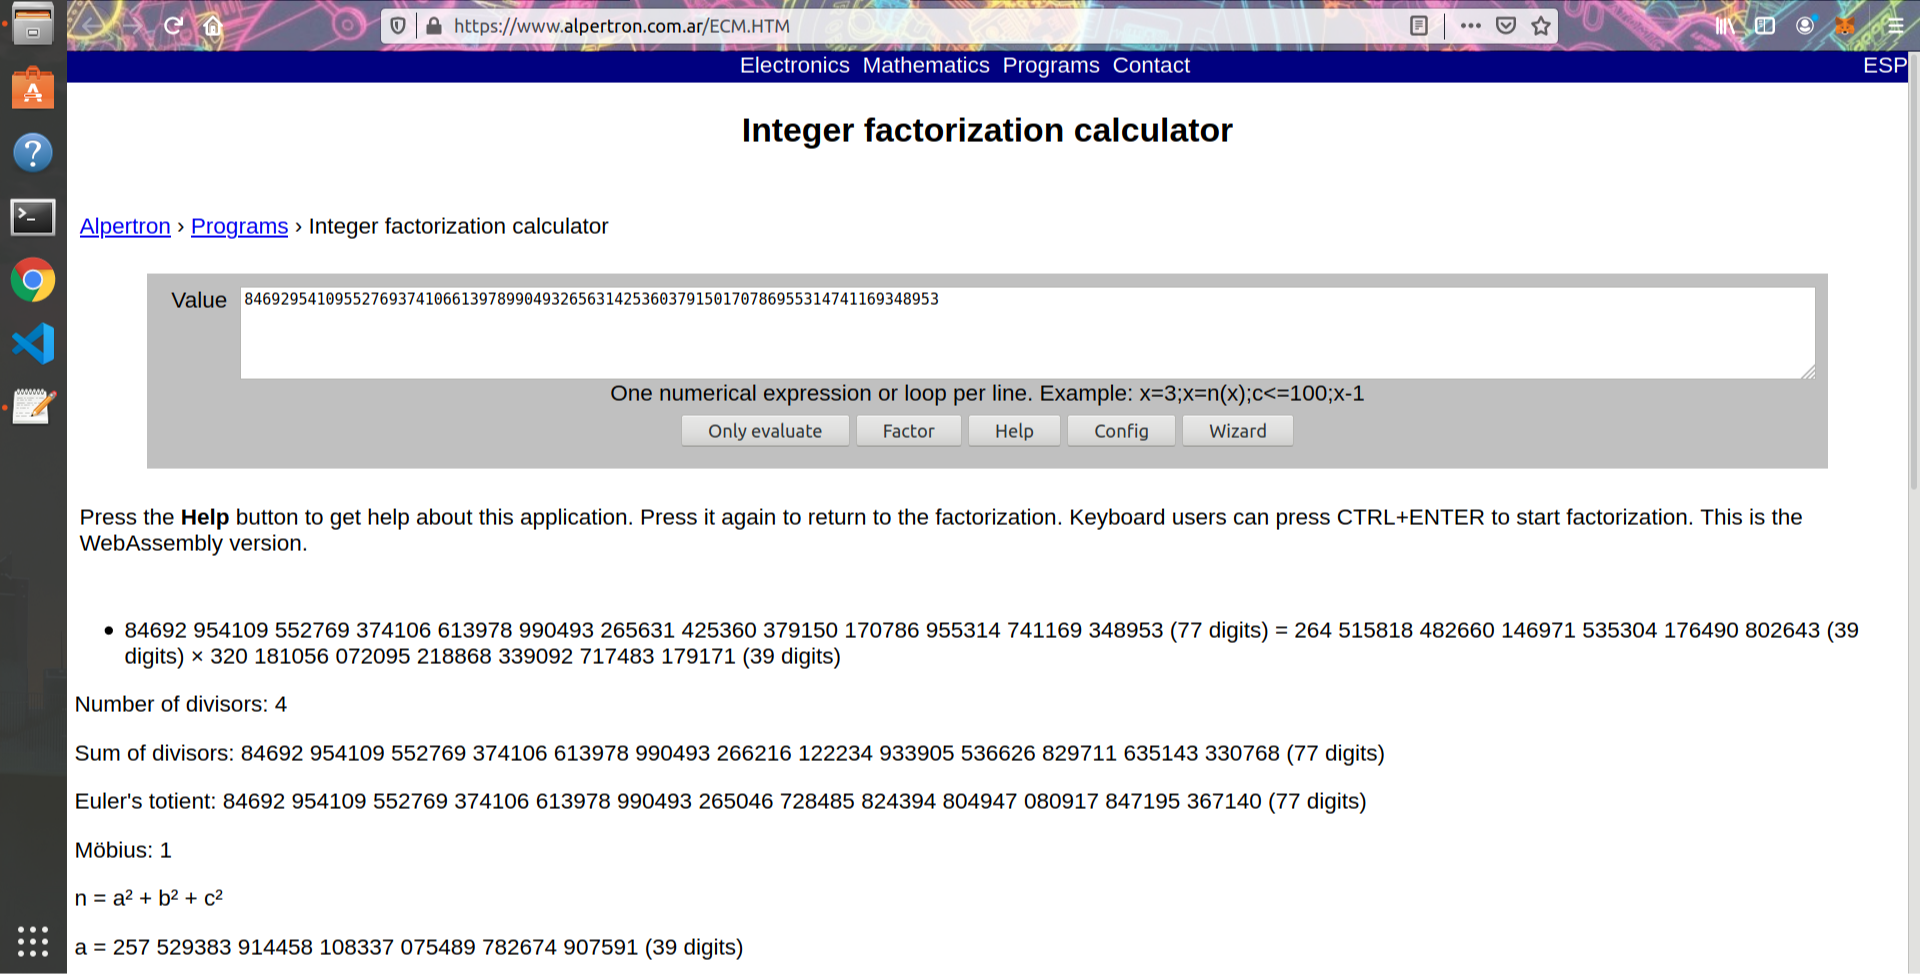 https://www.alpertron.com.ar/ECM.HTM
Electronics Mathematics Programs Contact ESP
Integer factorization calculator
Alpertron › Programs › Integer factorization calculator
Value 84692954109552769374106613978990493265631425360379150170786955314741169348953
One numerical expression or loop per line. Example: x=3;x=n(x);c<=100;x-1
Only evaluate Factor Help Config Wizard
Press the Help button to get help about this application. Press it again to return to the factorization. Keyboard users can press CTRL+ENTER to start factorization. This is the
WebAssembly version.
• 84692 954109 552769 374106 613978 990493 265631 425360 379150 170786 955314 741169 348953 (77 digits) = 264 515818 482660 146971 535304 176490 802643 (39
digits) × 320 181056 072095 218868 339092 717483 179171 (39 digits)
Number of divisors: 4
Sum of divisors: 84692 954109 552769 374106 613978 990493 266216 122234 933905 536626 829711 635143 330768 (77 digits)
Euler's totient: 84692 954109 552769 374106 613978 990493 265046 728485 824394 804947 080917 847195 367140 (77 digits)
Möbius: 1
n = a² + b² + c²
a = 257 529383 914458 108337 075489 782674 907591 (39 digits)